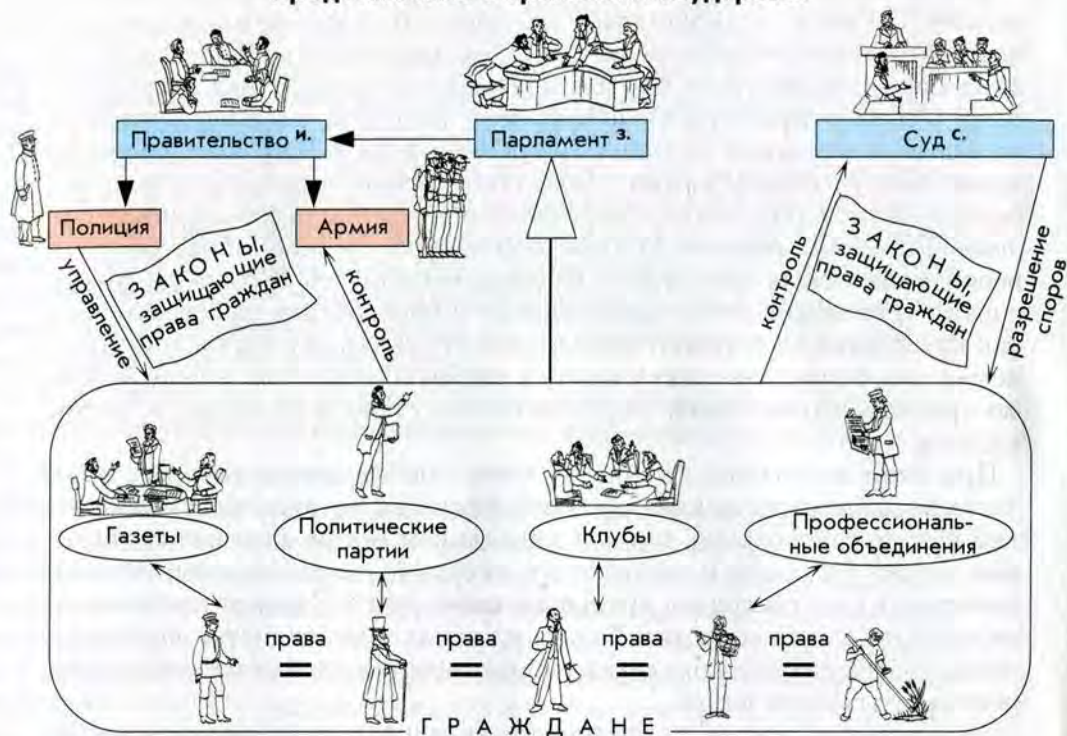 Правительство и.
Парламент з.
Суд с.
Полиция
Армия
управление
ЗАКОНЫ,
защищающие
права граждан
контроль
контроль
ЗАКОНЫ,
защищающие
права граждан
разрешение
споров
Газеты
Политические
партии
Клубы
Профессиональ-
ные объединения
права = права = права = права =
ГРАЖДАНЕ